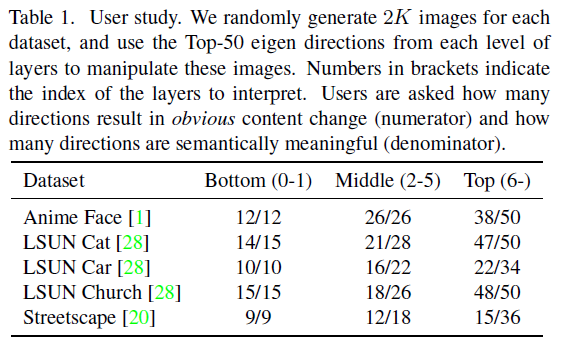 Table 1. User study. We randomly generate 2K images for each
dataset, and use the Top-50 eigen directions from each level of
layers to manipulate these images. Numbers in brackets indicate
the index of the layers to interpret. Users are asked how many
directions result in obvious content change (numerator) and how
many directions are semantically meaningful (denominator).
Dataset Bottom (0-1) Middle (2-5) Top (6-)
Anime Face [1] 12/12 26/26 38/50
LSUN Cat [28] 14/15 21/28 47/50
LSUN Car [28] 10/10 16/22 22/34
LSUN Church [28] 15/15 18/26 48/50
Streetscape [20] 9/9 12/18 15/36